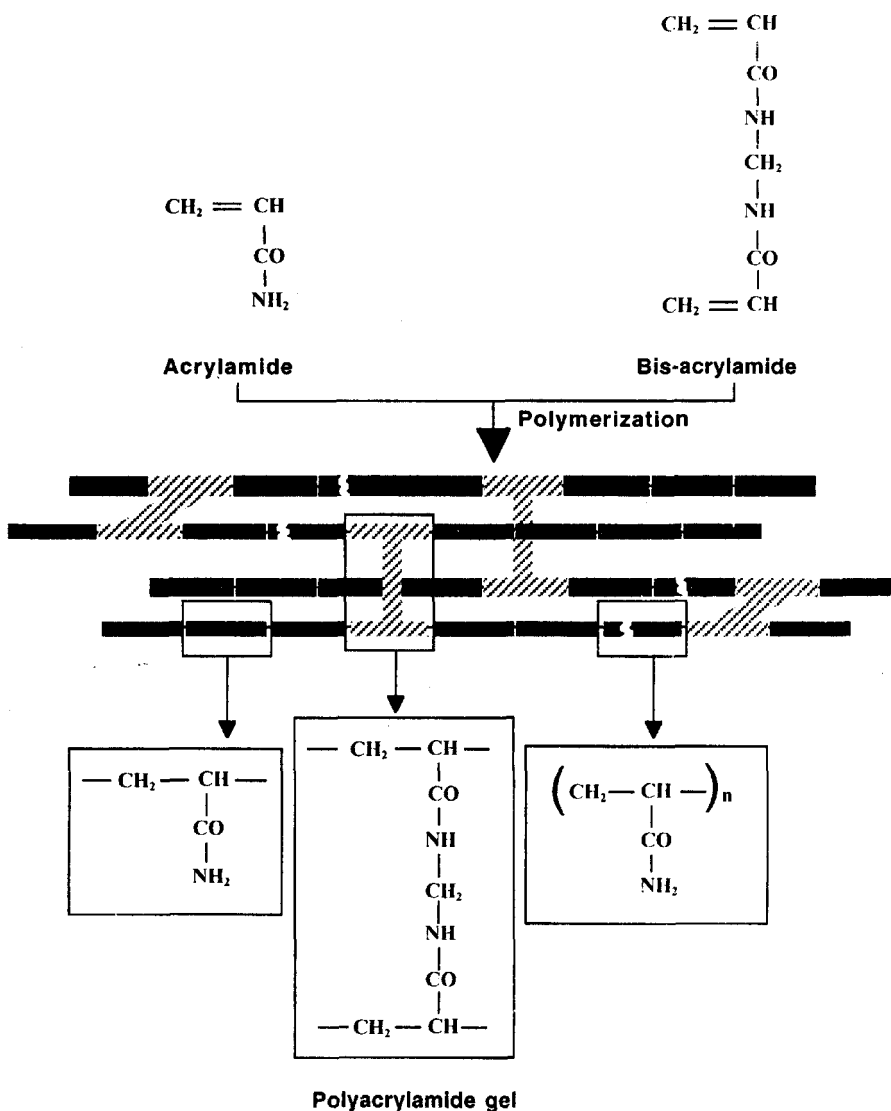 CH₂ = CH
CO
NH
CH₂
NH
CO
CH₂ = CH
Bis-acrylamide
CH₂ = CH
CO
NH₂
Acrylamide
Polymerization
— CH₂ — CH —
CO
NH₂
— CH₂ — CH —
CO
NH
CH₂
NH
CO
— CH₂ — CH —
(CH₂ — CH —)n
CO
NH₂
Polyacrylamide gel